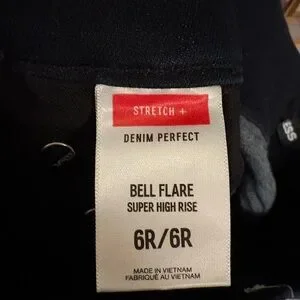 STRETCH +
DENIM PERFECT
BELL FLARE
SUPER HIGH RISE
6R/6R
MADE IN VIETNAM
FABRIQUÉ AU VIETNAM